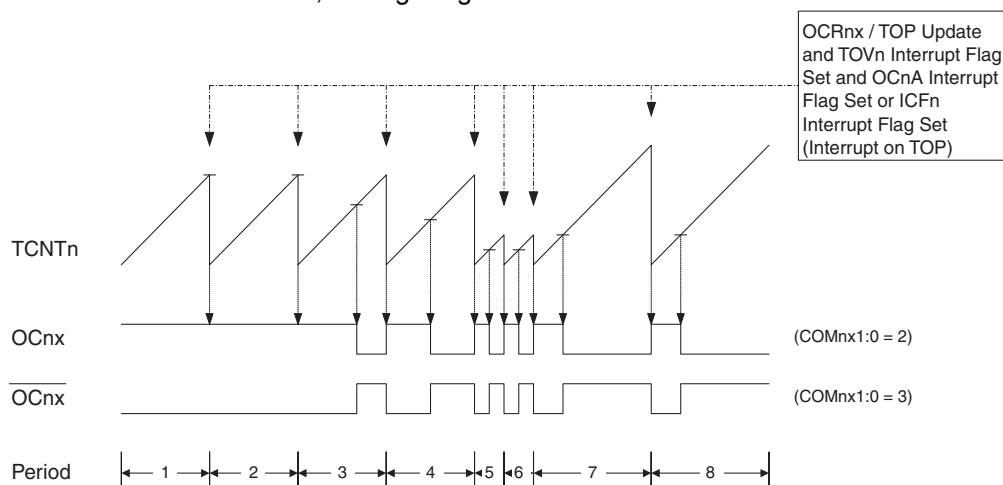 OCRnx / TOP Update
and TOVn Interrupt Flag
Set and OCnA Interrupt
Flag Set or ICFn
Interrupt Flag Set
(Interrupt on TOP)
TCNTn
OCnx
(COMnx1:0 = 2)
OCnx
(COMnx1:0 = 3)
Period 1 2 3 4 5 6 7 8